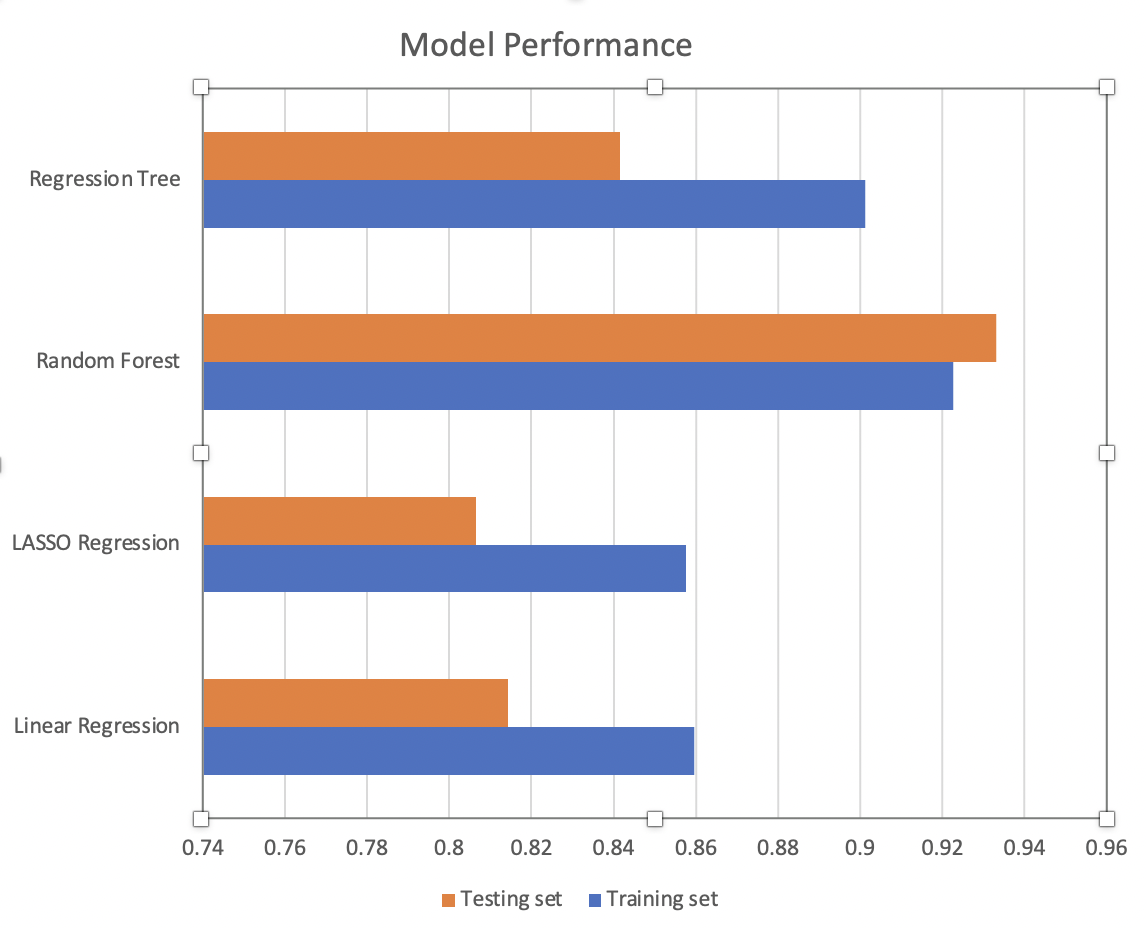 Model Performance
Regression Tree
Random Forest
LASSO Regression
Linear Regression
0.74 0.76 0.78 0.8 0.82 0.84 0.86 0.88 0.9 0.92 0.94 0.96
Testing set Training set